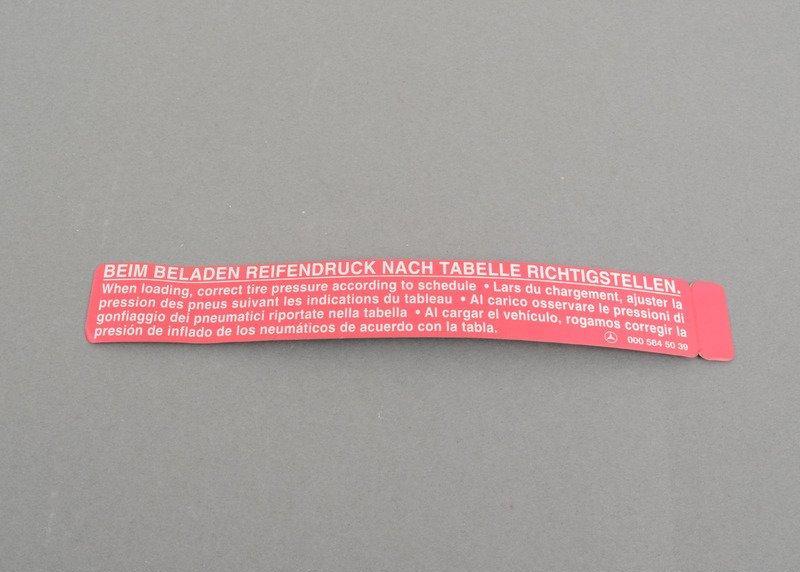 BEIM BELADEN REIFENDRUCK NACH TABELLE RICHTIGSTELLEN.
When loading, correct tire pressure according to schedule • Lars du chargement, ajuster la
pression des pneus suivant les indications du tableau • Al carico osservare le pressioni di
gonfiaggio dei pneumatici riportate nella tabella • Al cargar el vehículo, rogamos corregir la
presión de inflado de los neumáticos de acuerdo con la tabla.
000 584 50 39